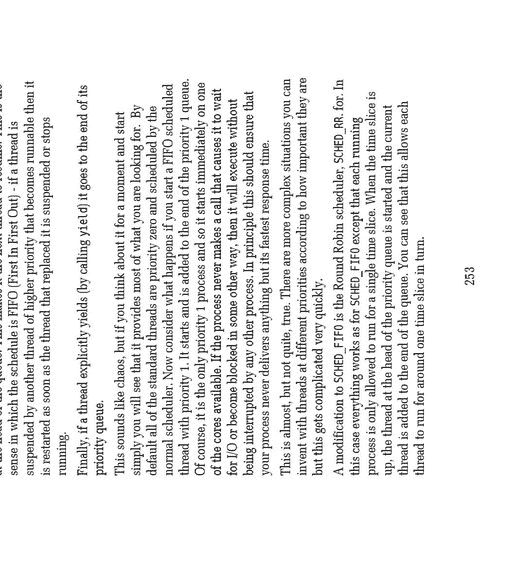 sense in which the schedule is FIFO (First In First Out) - if a thread is
suspended by another thread of higher priority that becomes runnable then it
is restarted as soon as the thread that replaced it is suspended or stops
running.
Finally, if a thread explicitly yields (by calling yield) it goes to the end of its
priority queue.
This sounds like chaos, but if you think about it for a moment and start
simply you will see that it provides most of what you are looking for. By
default all of the standard threads are priority zero and scheduled by the
normal scheduler. Now consider what happens if you start a FIFO scheduled
thread with priority 1. It starts and is added to the end of the priority 1 queue.
Of course, it is the only priority 1 process and so it starts immediately on one
of the cores available. If the process never makes a call that causes it to wait
for I/O or become blocked in some other way, then it will execute without
being interrupted by any other process. In principle this should ensure that
your process never delivers anything but its fastest response time.
This is almost, but not quite, true. There are more complex situations you can
invent with threads at different priorities according to how important they are
but this gets complicated very quickly.
A modification to SCHED_FIFO is the Round Robin scheduler, SCHED_RR. for. In
this case everything works as for SCHED_FIFO except that each running
process is only allowed to run for a single time slice. When the time slice is
up, the thread at the head of the priority queue is started and the current
thread is added to the end of the queue. You can see that this allows each
thread to run for around one time slice in turn.
253